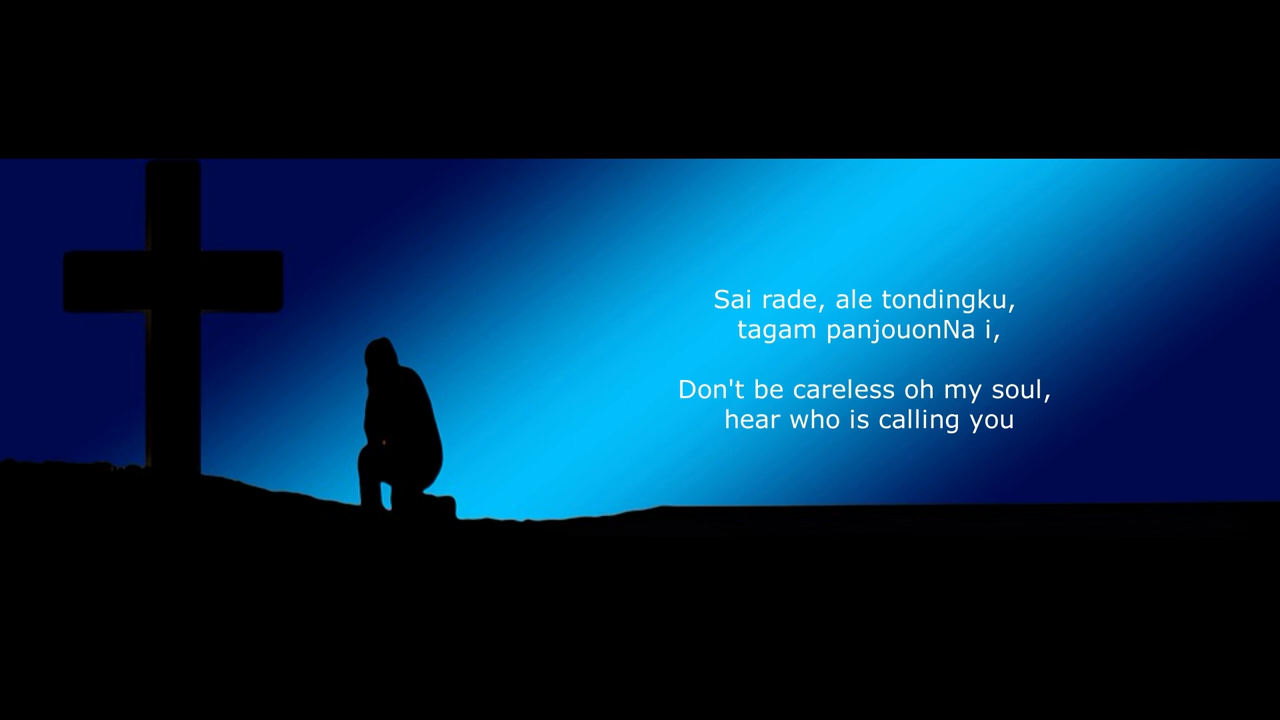 Sai rade, ale tondingku,
tagam panjouonNa i,
Don't be careless oh my soul,
hear who is calling you